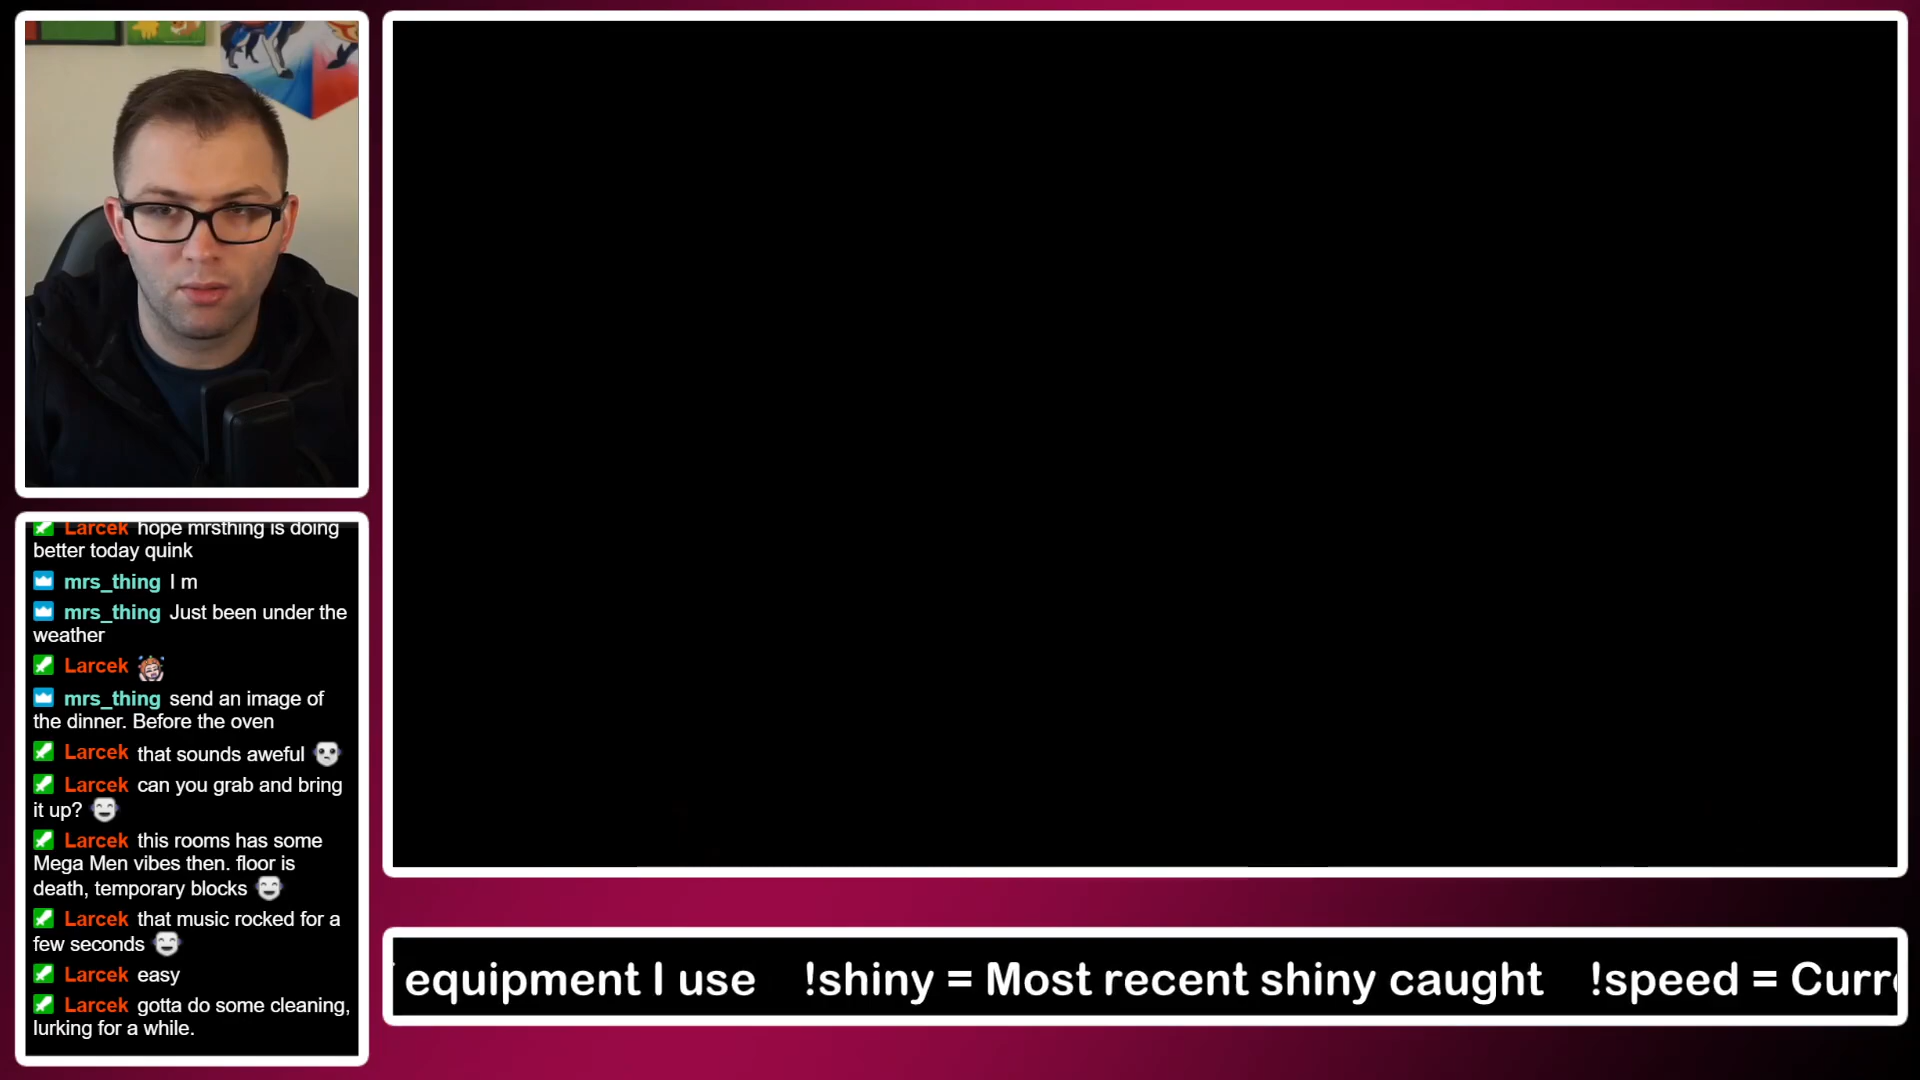 Larcek hope mrsthing is doing
better today quink
mrs_thing I m
mrs_thing Just been under the
weather
Larcek
mrs_thing send an image of
the dinner. Before the oven
Larcek that sounds aweful
Larcek can you grab and bring
it up?
Larcek this rooms has some
Mega Men vibes then. floor is
death, temporary blocks
Larcek that music rocked for a
few seconds
Larcek easy
Larcek gotta do some cleaning,
lurking for a while.
equipment I use !shiny = Most recent shiny caught !speed =